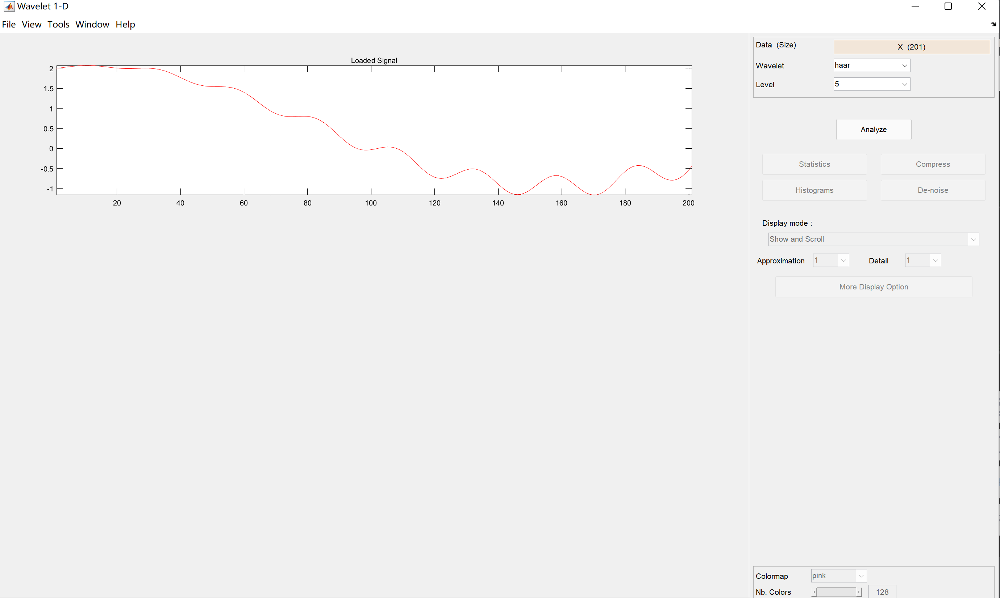 Wavelet 1-D
File View Tools Window Help
Loaded Signal
2
1.5
1
0.5
0
-0.5
-1
20 40 60 80 100 120 140 160 180 200
Data (Size) X (201)
Wavelet haar
Level 5
Analyze
Statistics Compress
Histograms De-noise
Display mode :
Show and Scroll
Approximation 1 Detail 1
More Display Option
Colormap pink
Nb. Colors 128